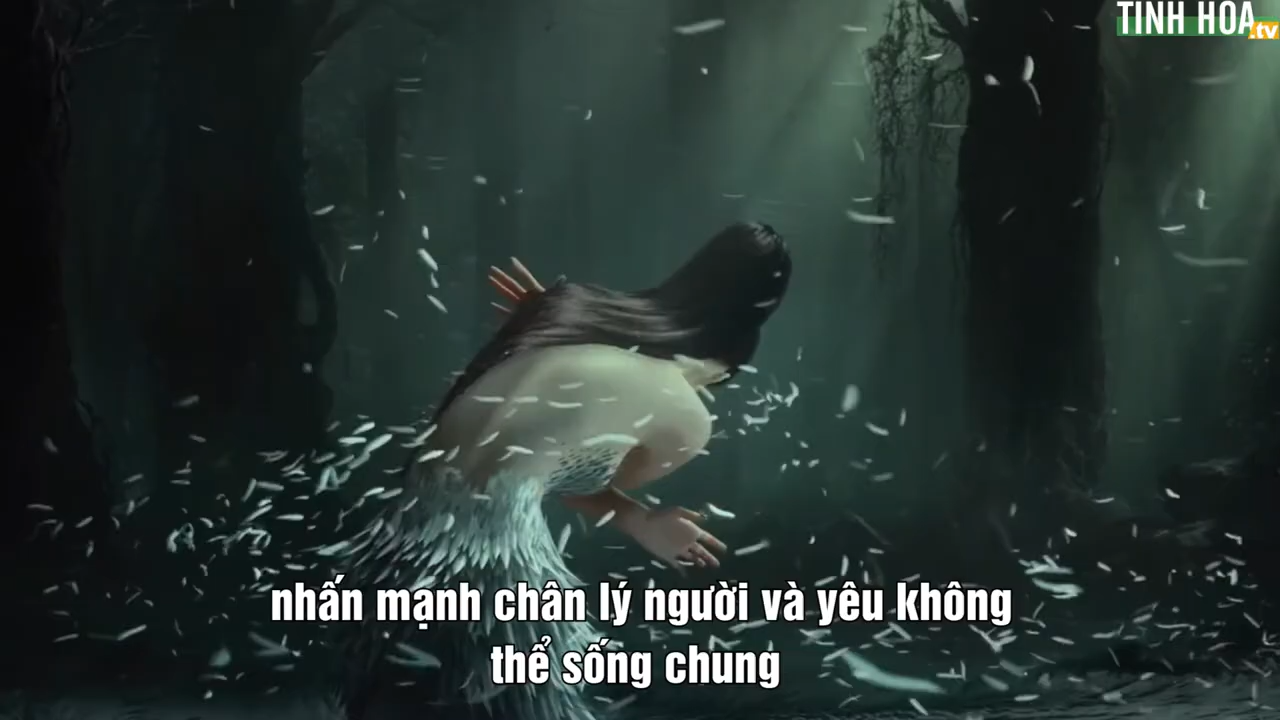 TINH HOA
.tv
nhấn mạnh chân lý người và yêu không
thể sống chung